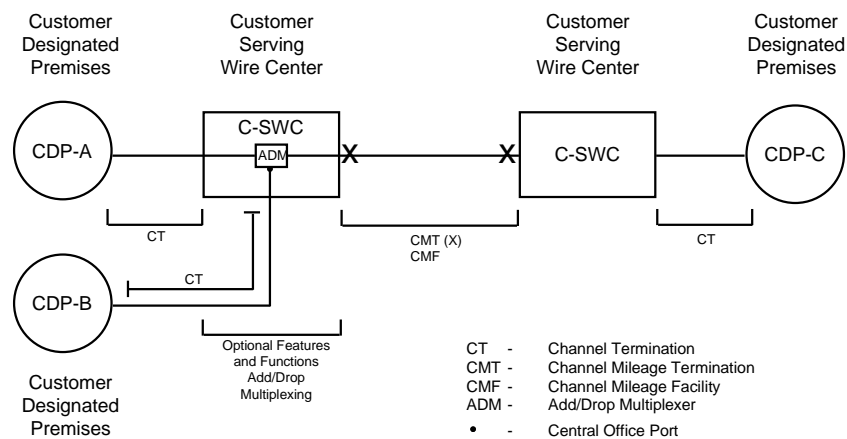 Customer
Designated
Premises
Customer
Serving
Wire Center
Customer
Serving
Wire Center
Customer
Designated
Premises
CDP-A
C-SWC
ADM
X
X
C-SWC
CDP-C
CT
CMT (X)
CMF
CT
CT
CDP-B
Optional Features
and Functions
Add/Drop
Multiplexing
Customer
Designated
Premises
CT - Channel Termination
CMT - Channel Mileage Termination
CMF - Channel Mileage Facility
ADM - Add/Drop Multiplexer
• - Central Office Port